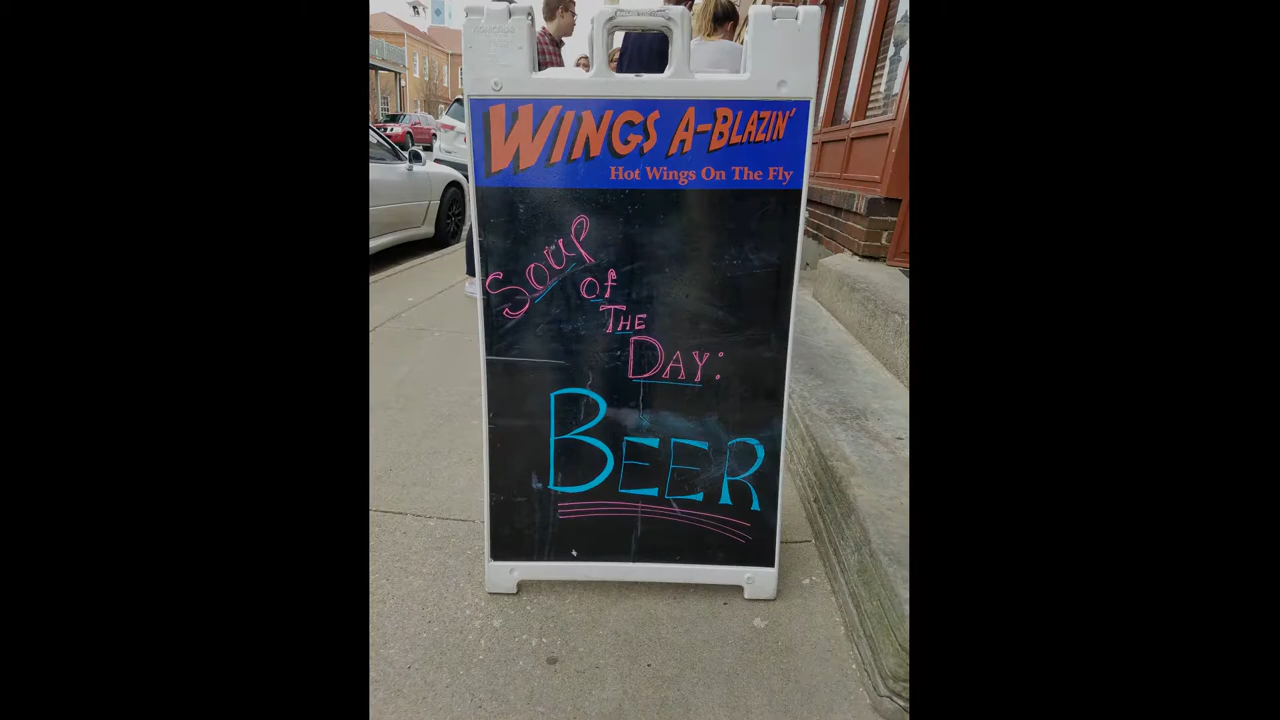 WINGS A-BLAZIN'
Hot Wings On The Fly
SOUP
Of
THE
DAY:
BEER